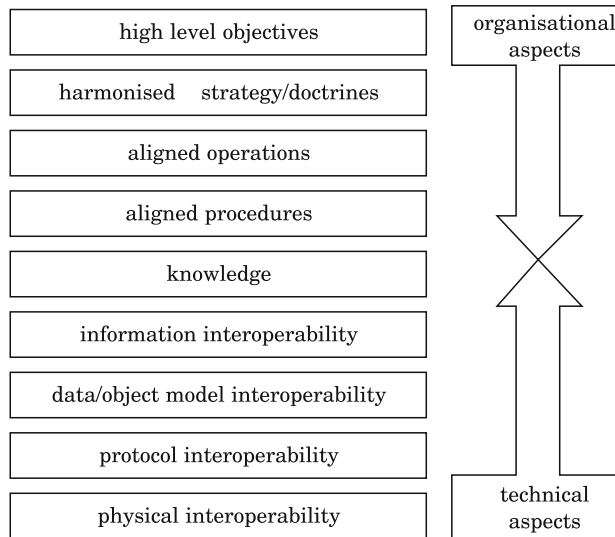 high level objectives
organisational
aspects
harmonised strategy/doctrines
aligned operations
aligned procedures
knowledge
information interoperability
data/object model interoperability
protocol interoperability
physical interoperability
technical
aspects